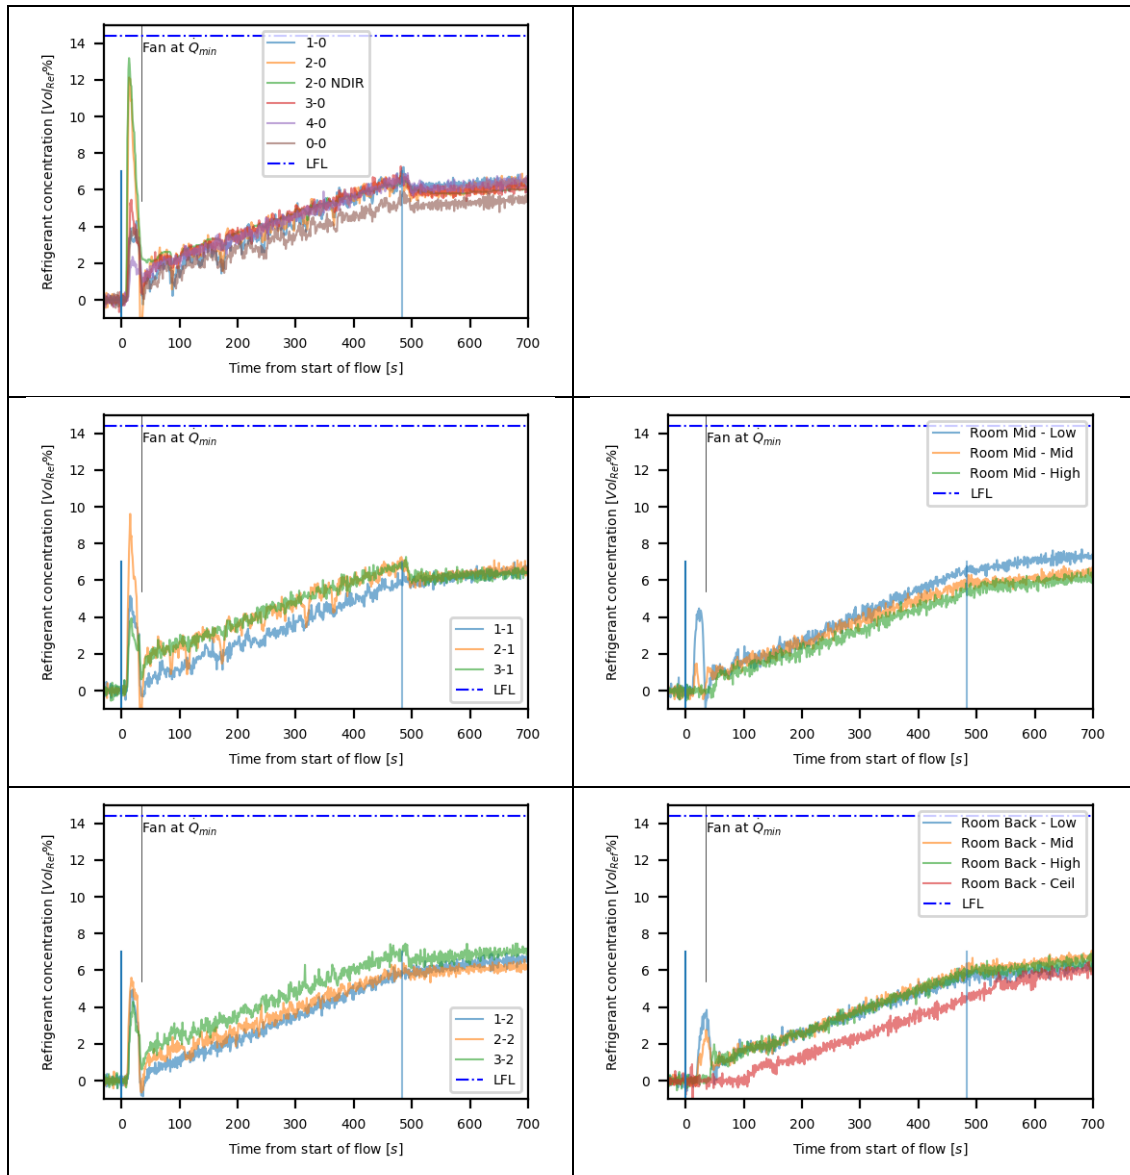 14
12
10
8
6
4
2
0
Refrigerant concentration [Vol_Ref%]
Fan at Q̇_min
1-0
2-0
2-0 NDIR
3-0
4-0
0-0
LFL
0 100 200 300 400 500 600 700
Time from start of flow [s]
14
12
10
8
6
4
2
0
Refrigerant concentration [Vol_Ref%]
Fan at Q̇_min
1-1
2-1
3-1
LFL
0 100 200 300 400 500 600 700
Time from start of flow [s]
14
12
10
8
6
4
2
0
Refrigerant concentration [Vol_Ref%]
Fan at Q̇_min
Room Mid - Low
Room Mid - Mid
Room Mid - High
LFL
0 100 200 300 400 500 600 700
Time from start of flow [s]
14
12
10
8
6
4
2
0
Refrigerant concentration [Vol_Ref%]
Fan at Q̇_min
1-2
2-2
3-2
LFL
0 100 200 300 400 500 600 700
Time from start of flow [s]
14
12
10
8
6
4
2
0
Refrigerant concentration [Vol_Ref%]
Fan at Q̇_min
Room Back - Low
Room Back - Mid
Room Back - High
Room Back - Ceil
LFL
0 100 200 300 400 500 600 700
Time from start of flow [s]